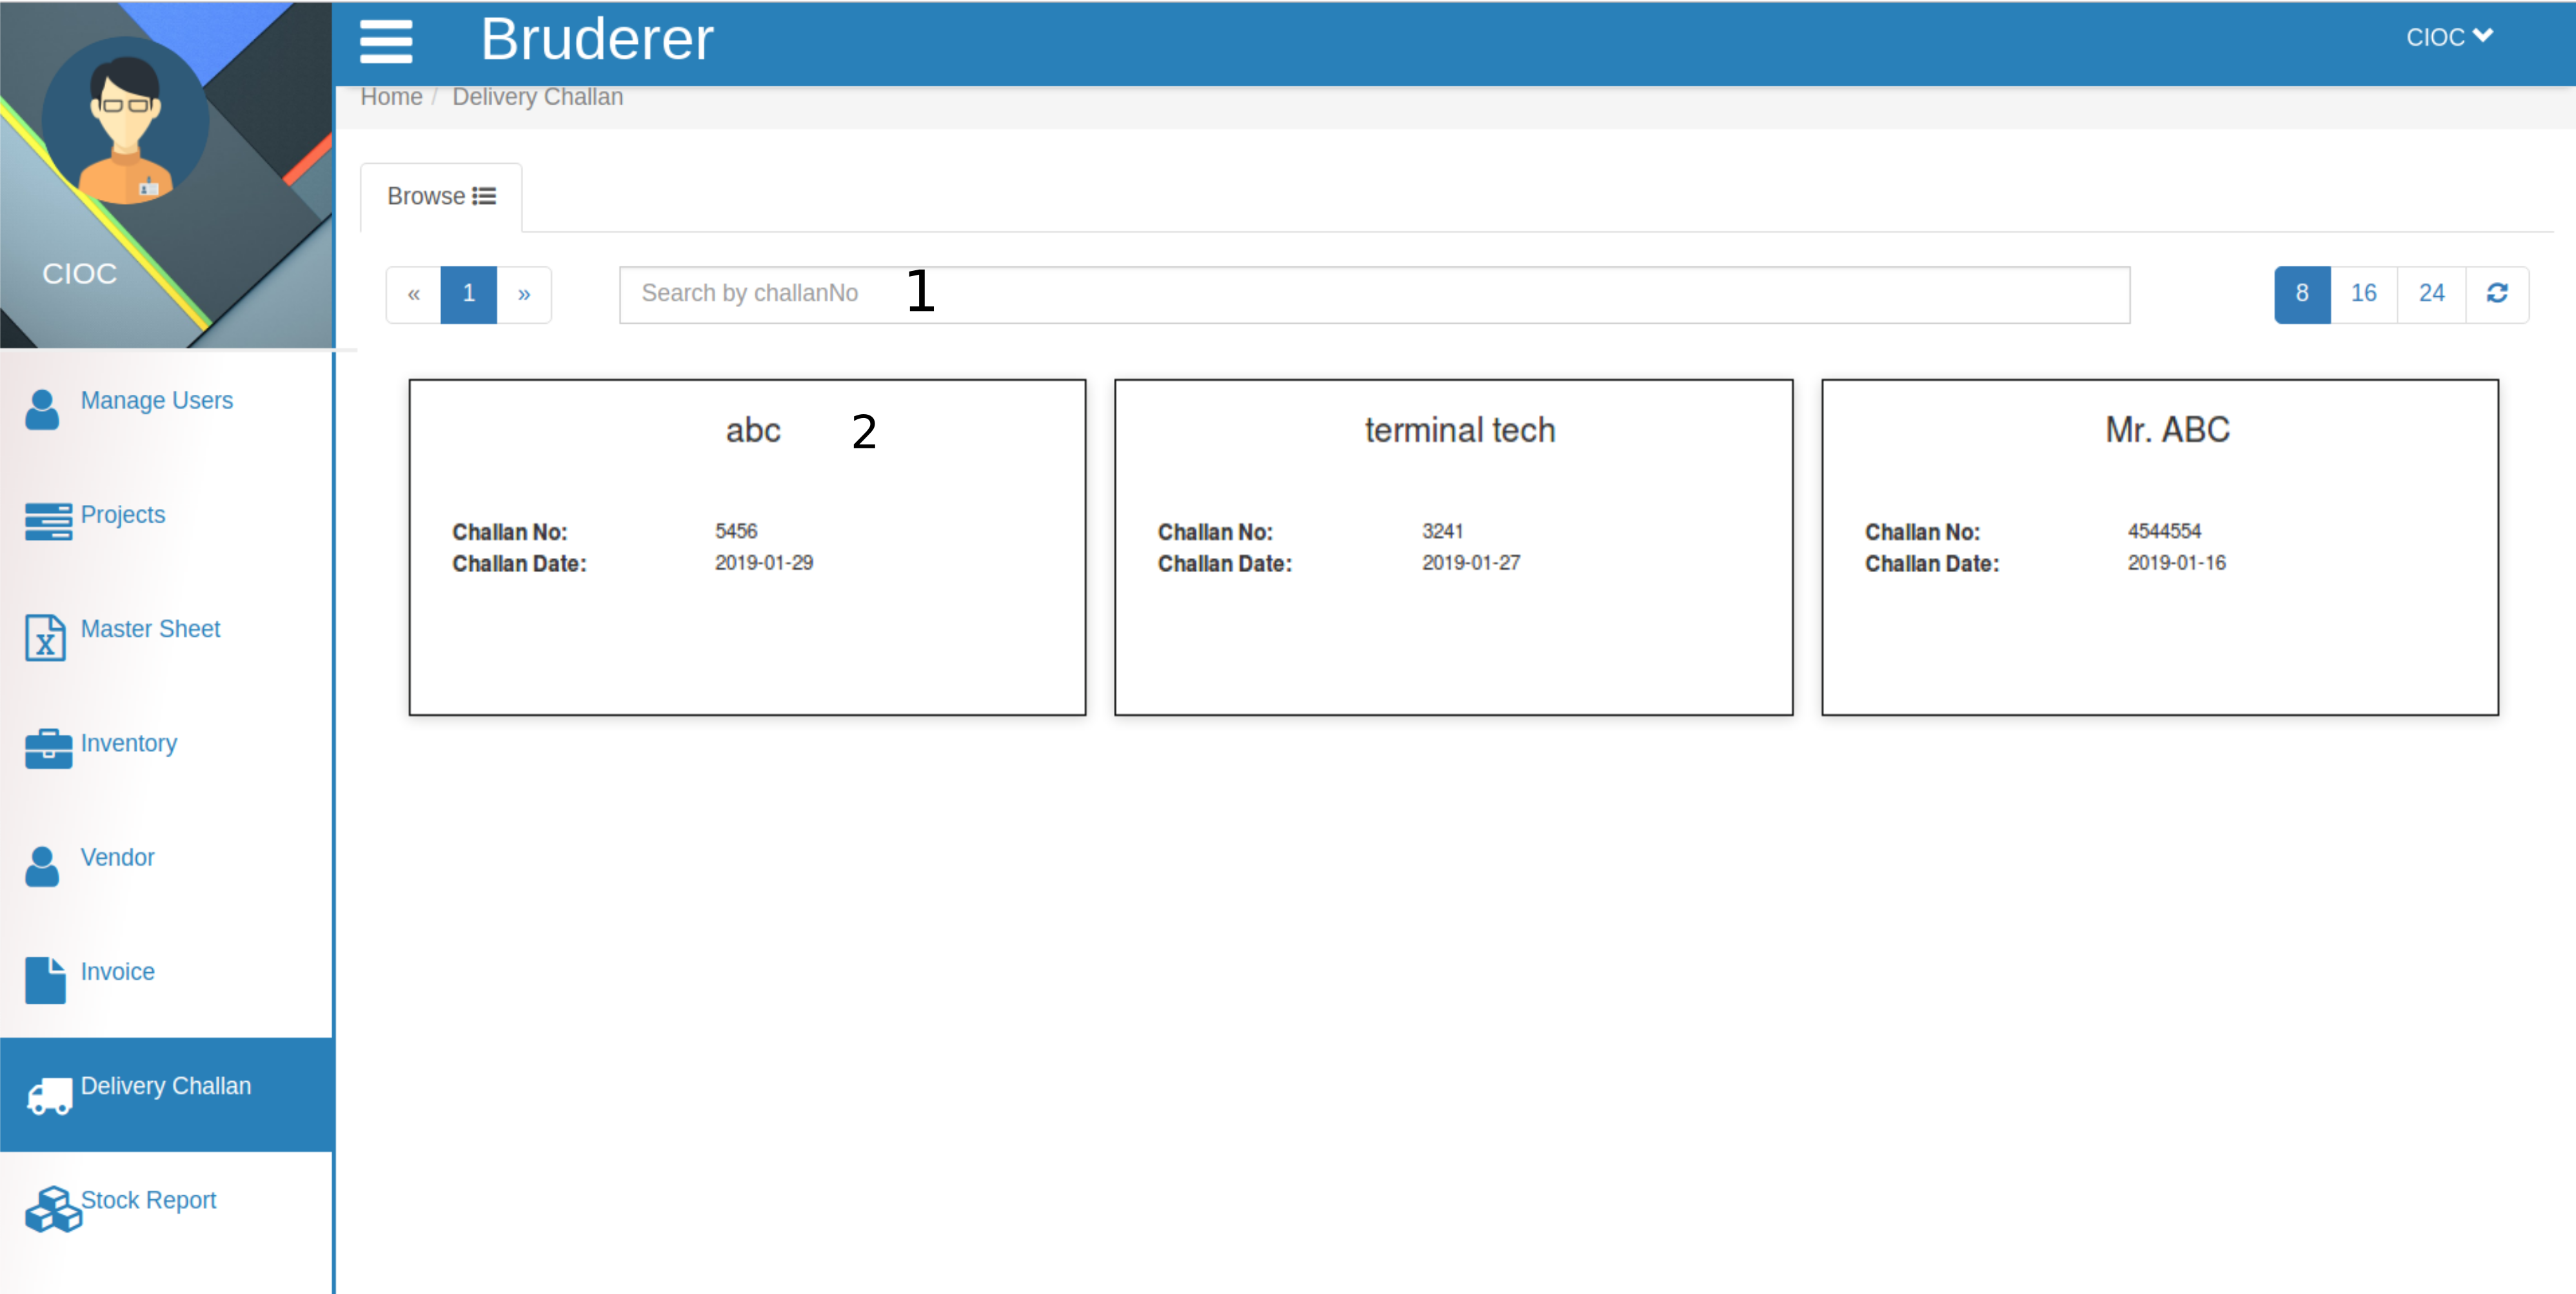 Bruderer
CIOC
CIOC
Home / Delivery Challan
Browse
« 1 »
Search by challanNo 1
8 16 24
Manage Users
Projects
Master Sheet
Inventory
Vendor
Invoice
Delivery Challan
Stock Report
abc 2
Challan No: 5456
Challan Date: 2019-01-29
terminal tech
Challan No: 3241
Challan Date: 2019-01-27
Mr. ABC
Challan No: 4544554
Challan Date: 2019-01-16